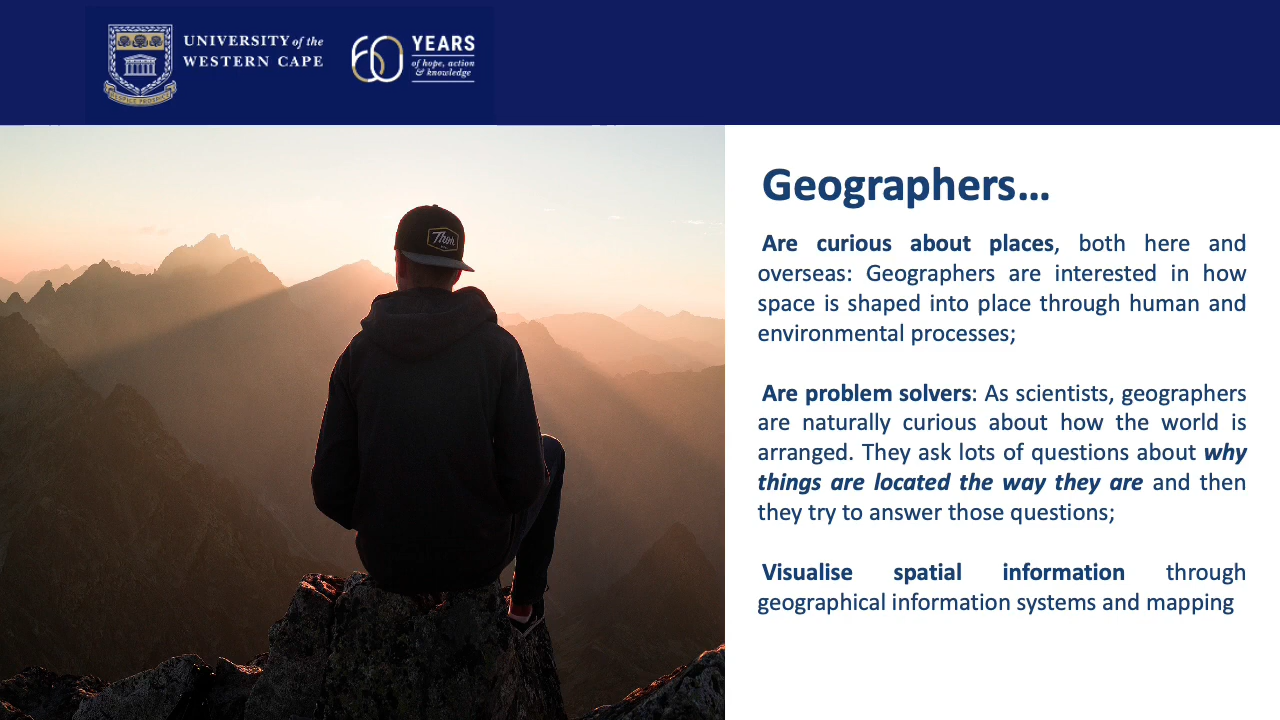 UNIVERSITY of the
WESTERN CAPE
60 YEARS
of hope, action
& knowledge
Thor
Geographers…
Are curious about places, both here and
overseas: Geographers are interested in how
space is shaped into place through human and
environmental processes;
Are problem solvers: As scientists, geographers
are naturally curious about how the world is
arranged. They ask lots of questions about why
things are located the way they are and then
they try to answer those questions;
Visualise spatial information through
geographical information systems and mapping